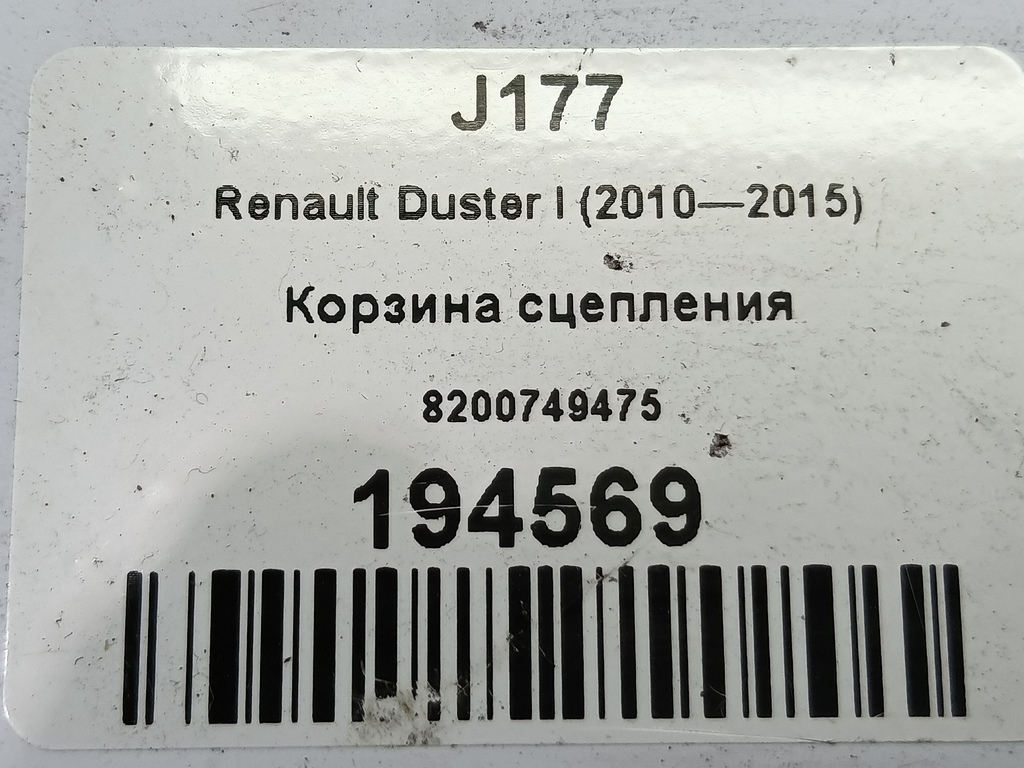 J177
Renault Duster I (2010—2015)
Корзина сцепления
8200749475
194569